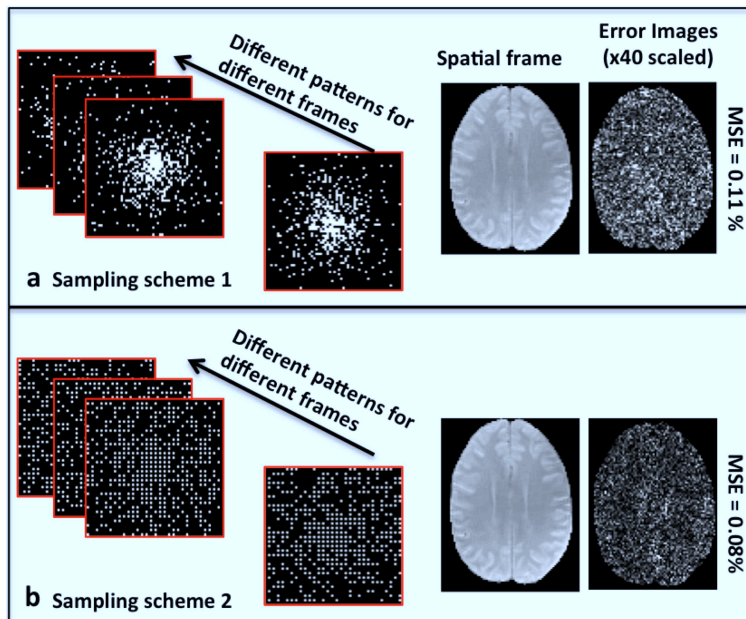 Different patterns for
different frames
Spatial frame
Error Images
(x40 scaled)
MSE = 0.11 %
a Sampling scheme 1
Different patterns for
different frames
MSE = 0.08%
b Sampling scheme 2